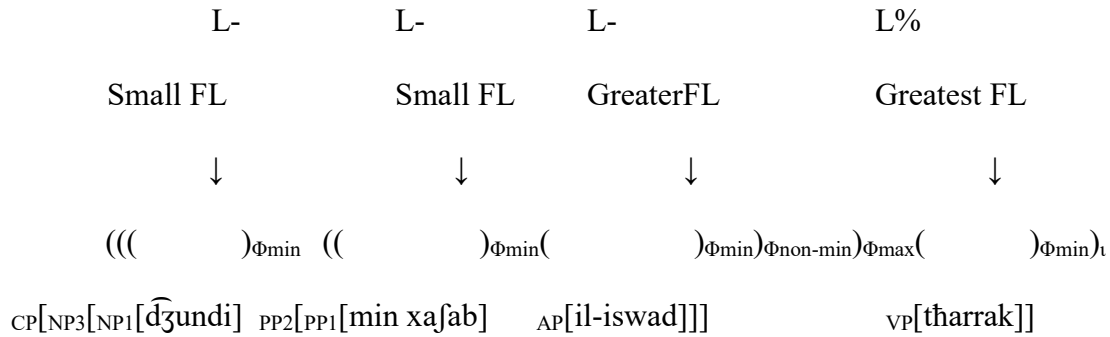 L- L- L- L%
Small FL Small FL GreaterFL Greatest FL
↓ ↓ ↓ ↓
((( )Φmin (( )Φmin( )Φmin)Φnon-min)Φmax( )Φmin)ι
CP[NP3[NP1[d͡ʒundi] PP2[PP1[min xaʃab] AP[il-iswad]]] VP[tħarrak]]